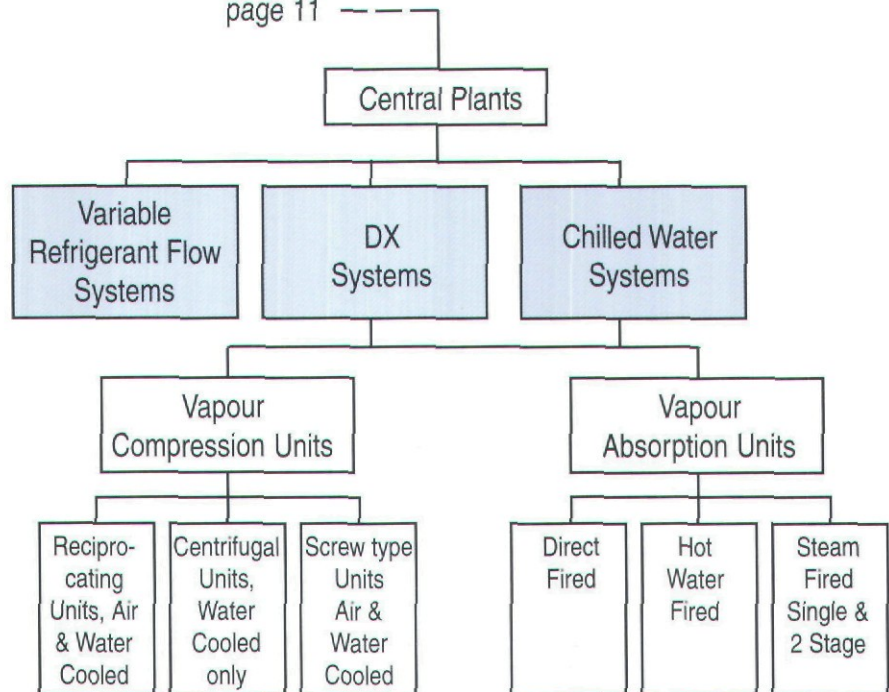 page 11
Central Plants
Variable
Refrigerant Flow
Systems
DX
Systems
Chilled Water
Systems
Vapour
Compression Units
Vapour
Absorption Units
Recipro-
cating
Units, Air
& Water
Cooled
Centrifugal
Units,
Water
Cooled
only
Screw type
Units
Air &
Water
Cooled
Direct
Fired
Hot
Water
Fired
Steam
Fired
Single &
2 Stage